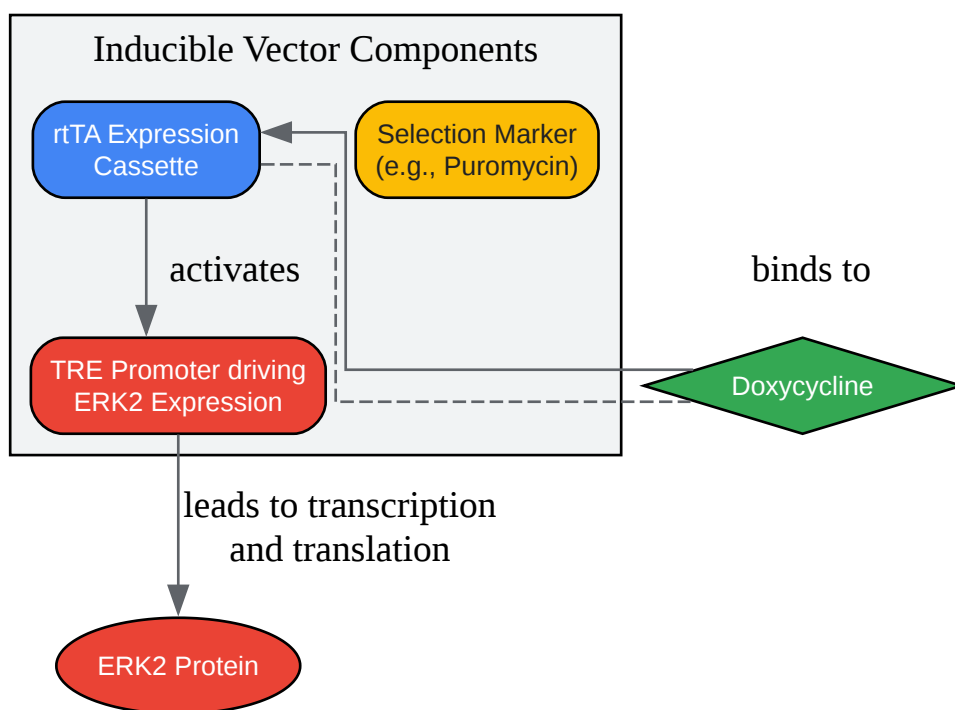 Inducible Vector Components
rtTA Expression
Cassette
Selection Marker
(e.g., Puromycin)
activates
binds to
TRE Promoter driving
ERK2 Expression
Doxycycline
leads to transcription
and translation
ERK2 Protein